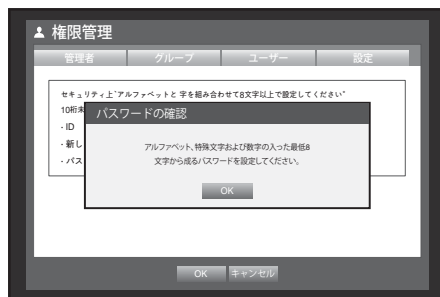 権限管理
管理者 グループ ユーザー 設定
セキュリティ上"アルファベットと 字を組み合わせて8文字以上で設定してください"
10桁未
・ID
・新し
・パス
パスワードの確認
アルファベット、特殊文字および数字の入った最低8
文字から成るパスワードを設定してください。
OK
OK キャンセル